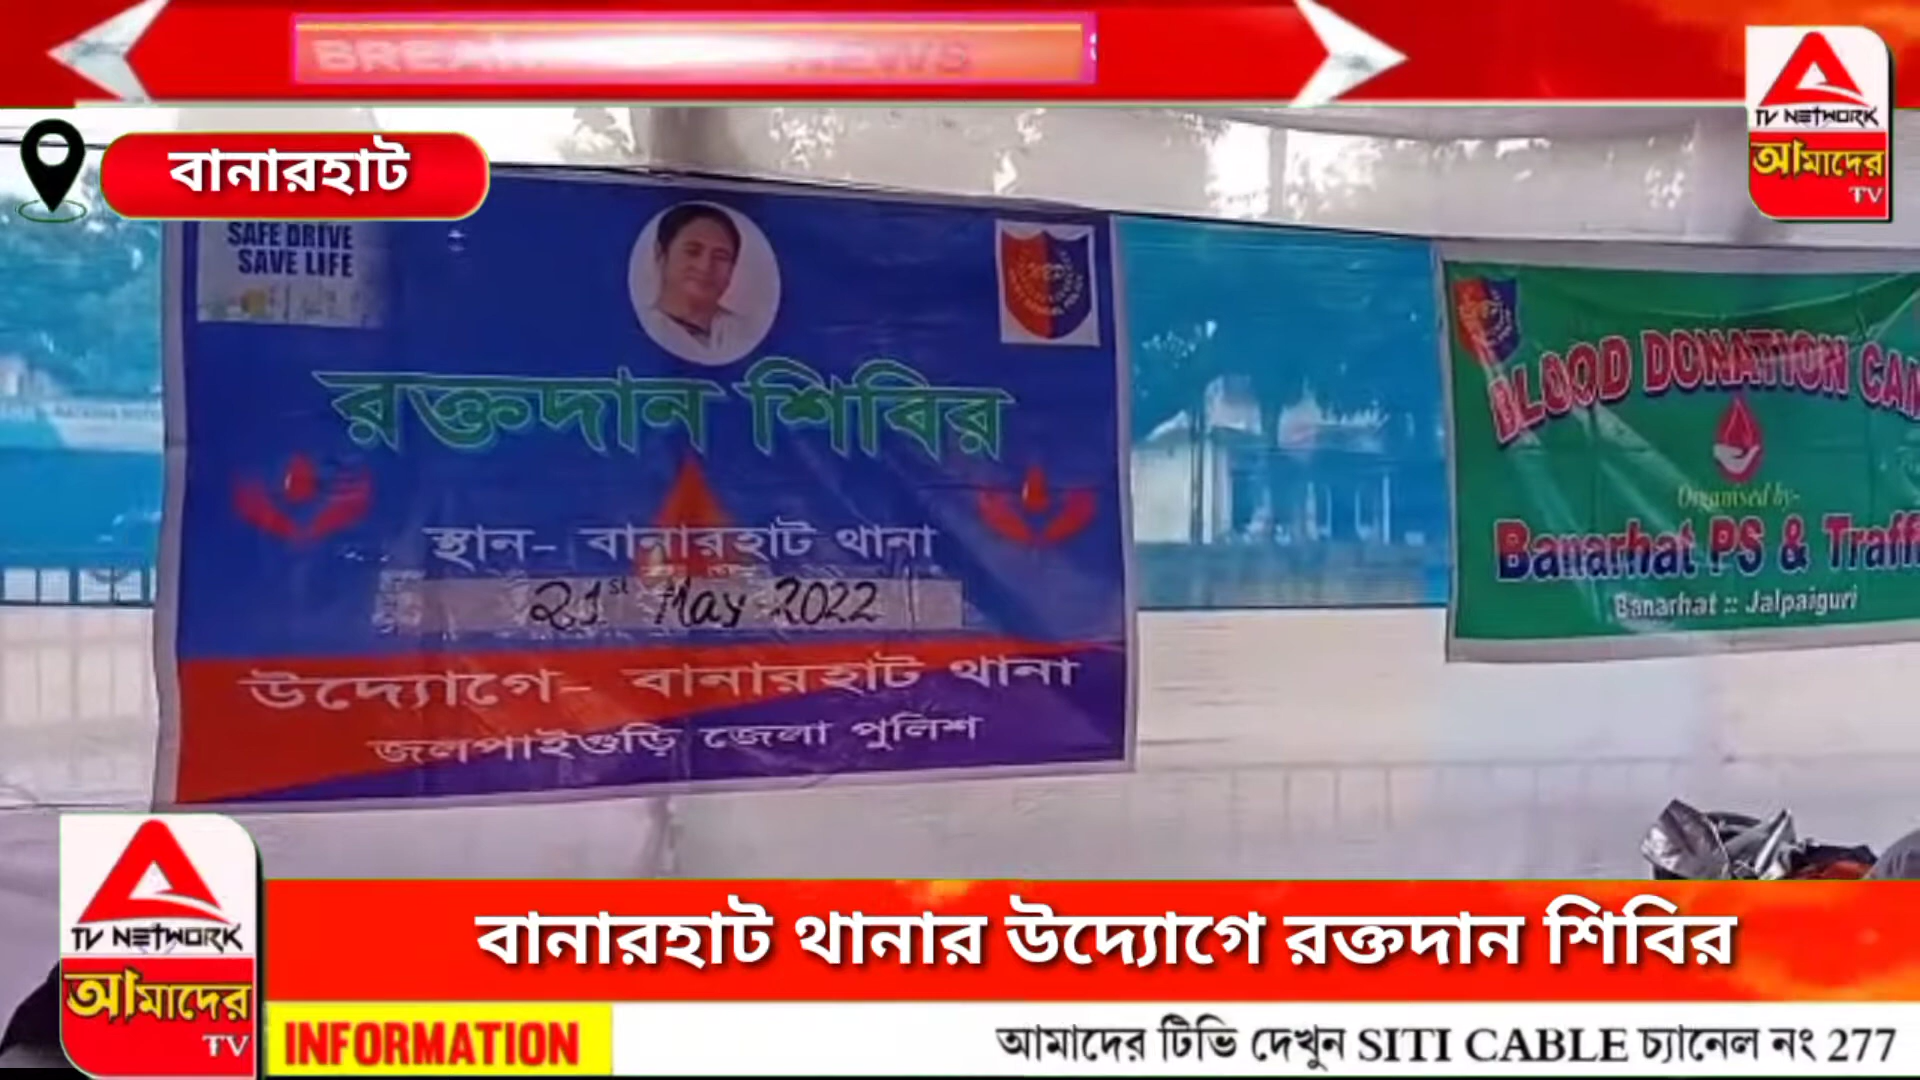 BREAKING NEWS
TV NETWORK
আমাদের
TV
বানারহাট
SAFE DRIVE
SAVE LIFE
রক্তদান শিবির
স্থান- বানারহাট থানা
21st May 2022
উদ্যোগে- বানারহাট থানা
জলপাইগুড়ি জেলা পুলিশ
BLOOD DONATION
Organised by-
Banarhat PS &
Banarhat :: Jalpaiguri
TV NETWORK
আমাদের
TV
বানারহাট থানার উদ্যোগে রক্তদান শিবির
INFORMATION
আমাদের টিভি দেখুন SITI CABLE চ্যানেল নং 277